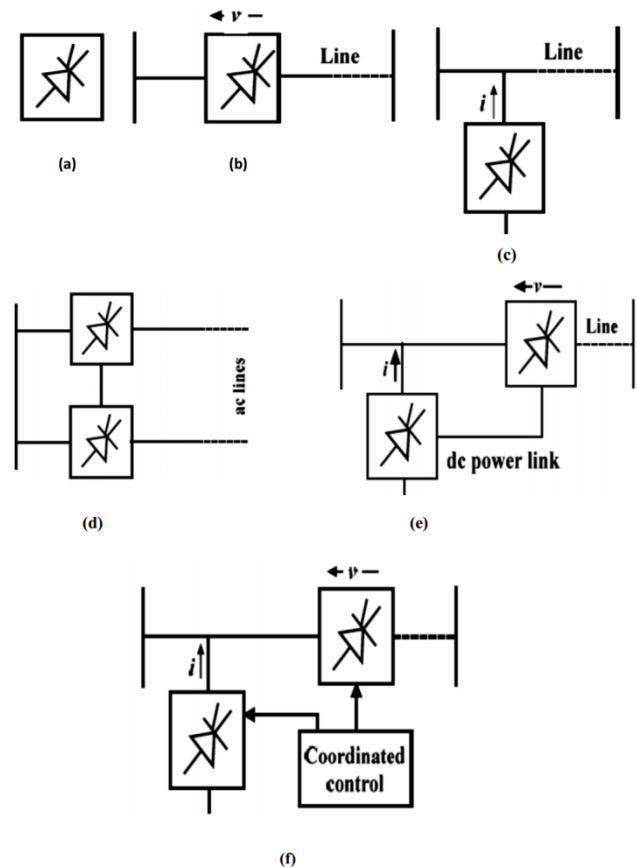 v
Line
(a)
(b)
Line
i
(c)
ac lines
(d)
v
Line
i
dc power link
(e)
v
i
Coordinated
control
(f)